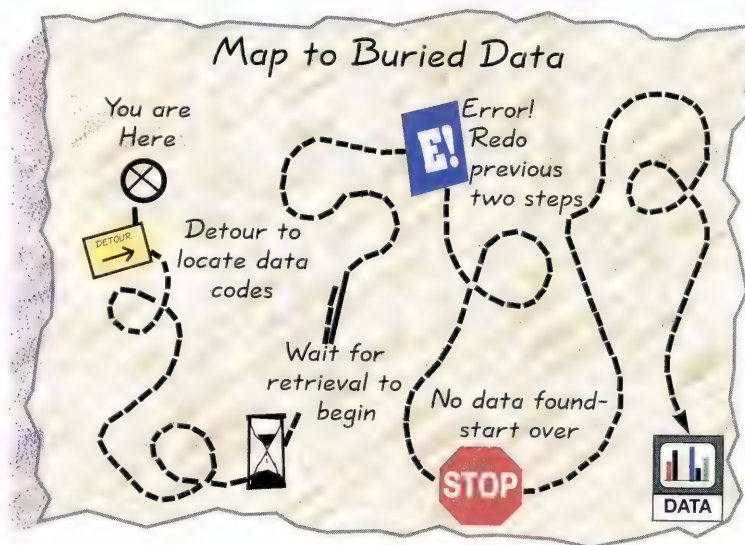 Map to Buried Data
You are
Here
DETOUR
Detour to
locate data
codes
Wait for
retrieval to
begin
E!
Error!
Redo
previous
two steps
No data found-
start over
STOP
DATA